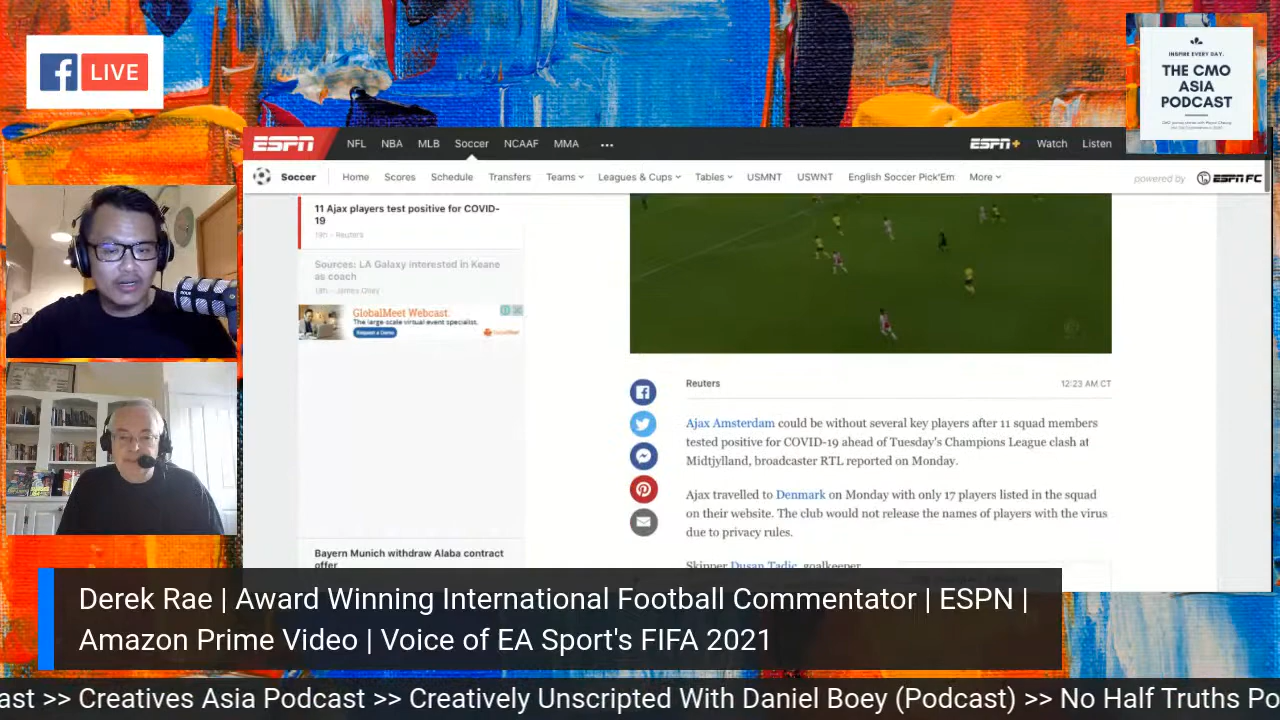 f LIVE
INSPIRE EVERY DAY.
THE CMO
ASIA
PODCAST
ESPN NFL NBA MLB Soccer NCAAF MMA ... ESPN+ Watch Listen
Soccer Home Scores Schedule Transfers Teams Leagues & Cups Tables USMNT USWNT English Soccer Pick'Em More powered by ESPN FC
11 Ajax players test positive for COVID-
19
19h - Reuters
Sources: LA Galaxy interested in Keane
as coach
GlobalMeet Webcast.
The large-scale virtual event specialist.
Request a Demo
Bayern Munich withdraw Alaba contract
offer
Reuters 12:23 AM CT
Ajax Amsterdam could be without several key players after 11 squad members
tested positive for COVID-19 ahead of Tuesday's Champions League clash at
Midtjylland, broadcaster RTL reported on Monday.
Ajax travelled to Denmark on Monday with only 17 players listed in the squad
on their website. The club would not release the names of players with the virus
due to privacy rules.
Skipper Dusan Tadic, goalkeeper
Derek Rae | Award Winning International Football Commentator | ESPN |
Amazon Prime Video | Voice of EA Sport's FIFA 2021
ast >> Creatives Asia Podcast >> Creatively Unscripted With Daniel Boey (Podcast) >> No Half Truths Po